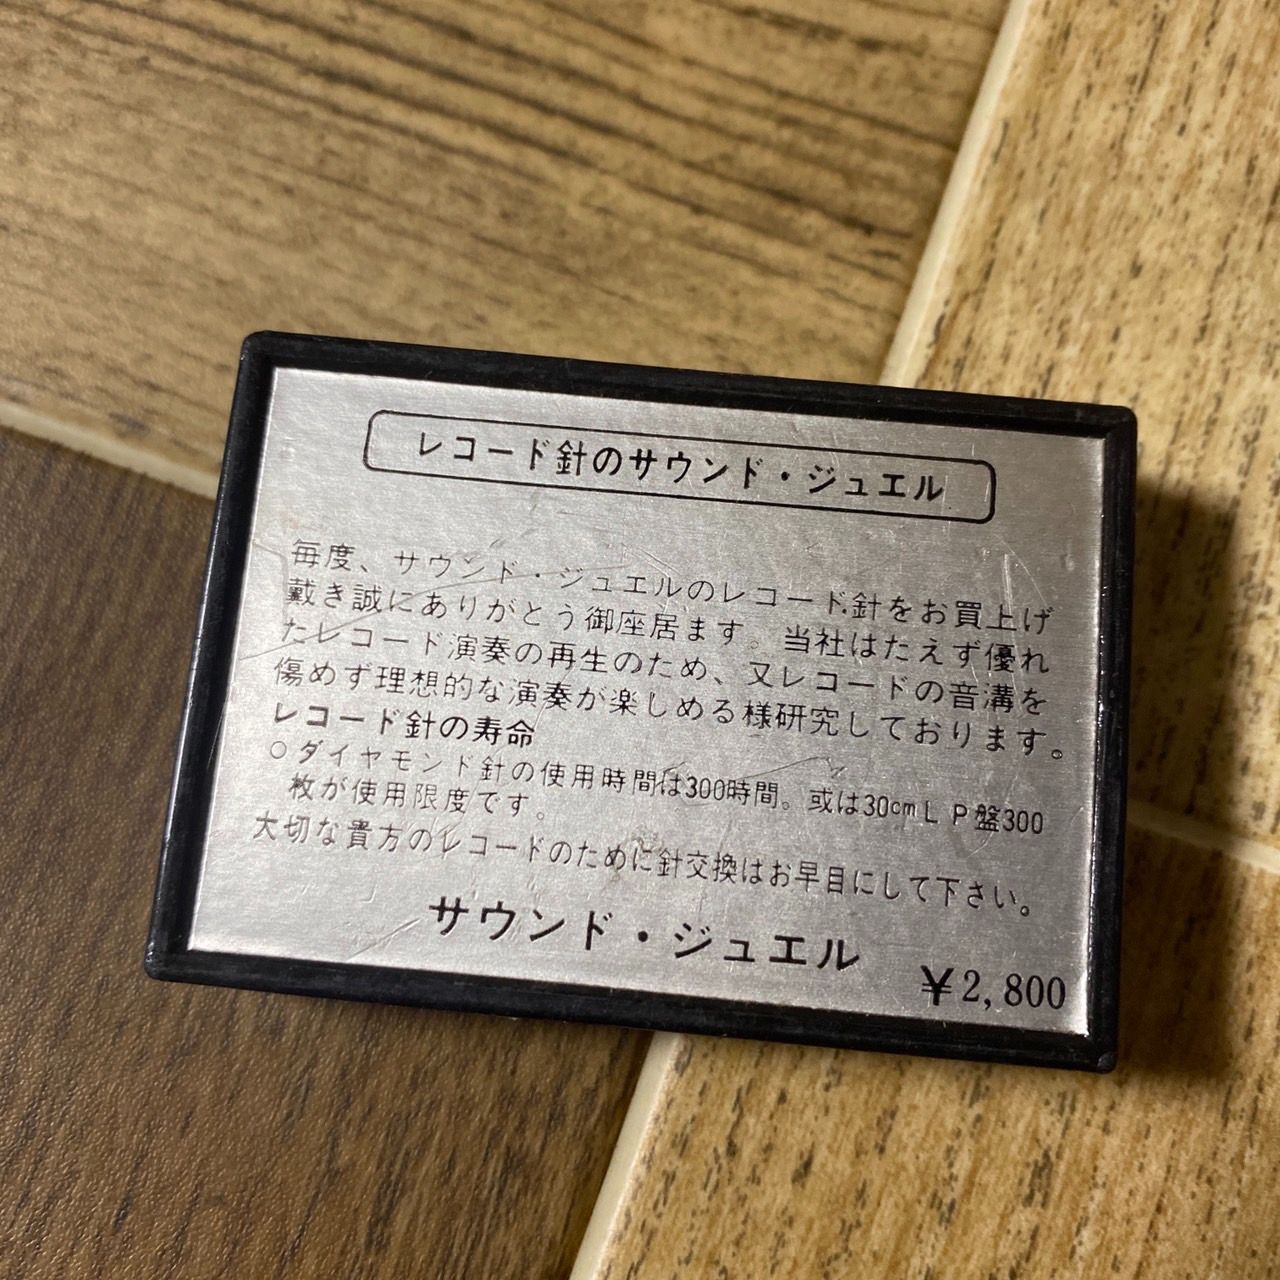 レコード針のサウンド・ジュエル
毎度、サウンド・ジュエルのレコード針をお買上げ
戴き誠にありがとう御座居ます。当社はたえず優れ
たレコード演奏の再生のため、又レコードの音溝を
傷めず理想的な演奏が楽しめる様研究しております。
レコード針の寿命
○ダイヤモンド針の使用時間は300時間。或は30cmLP盤300
枚が使用限度です。
大切な貴方のレコードのために針交換はお早目にして下さい。
サウンド・ジュエル
¥2,800